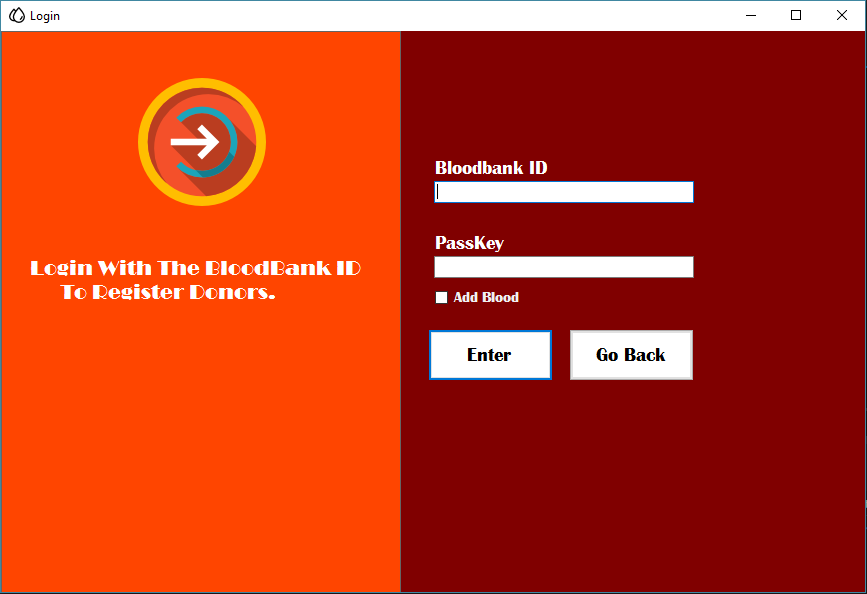 Login
Login With The BloodBank ID
To Register Donors.
Bloodbank ID
PassKey
Add Blood
Enter
Go Back